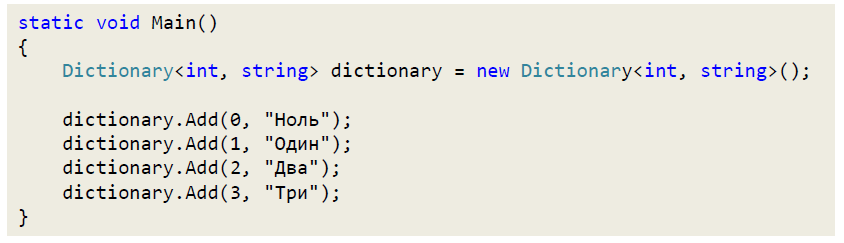 static void Main()
{
    Dictionary<int, string> dictionary = new Dictionary<int, string>();

    dictionary.Add(0, "Ноль");
    dictionary.Add(1, "Один");
    dictionary.Add(2, "Два");
    dictionary.Add(3, "Три");
}